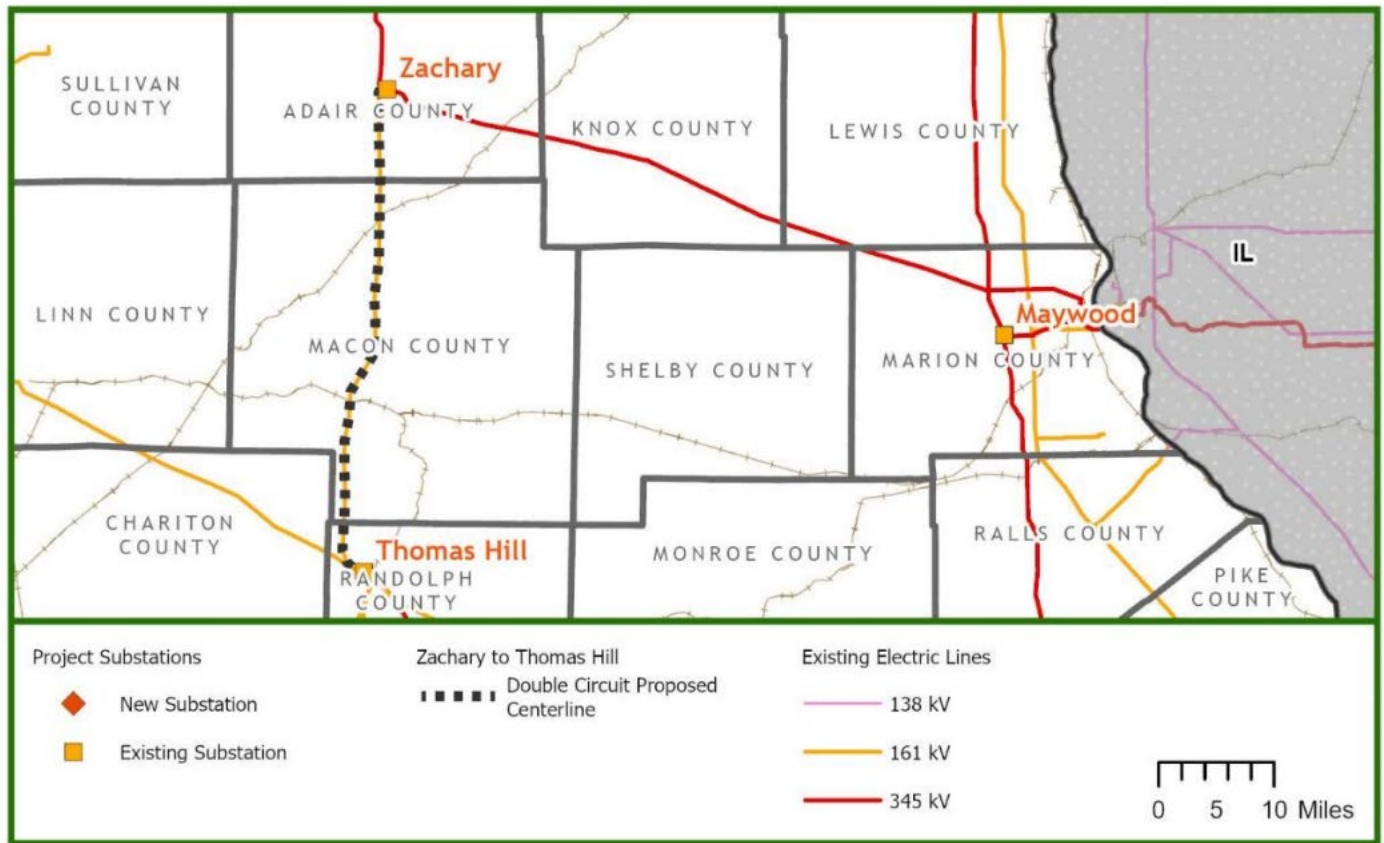 Zachary
SULLIVAN
COUNTY
ADAIR COUNTY
KNOX COUNTY
LEWIS COUNTY
IL
LINN COUNTY
MACON COUNTY
SHELBY COUNTY
Maywood
MARION COUNTY
CHARITON
COUNTY
Thomas Hill
RANDOLPH
COUNTY
MONROE COUNTY
RALLS COUNTY
PIKE
COUNTY
Project Substations
New Substation
Existing Substation
Zachary to Thomas Hill
Double Circuit Proposed
Centerline
Existing Electric Lines
138 kV
161 kV
345 kV
0 5 10 Miles